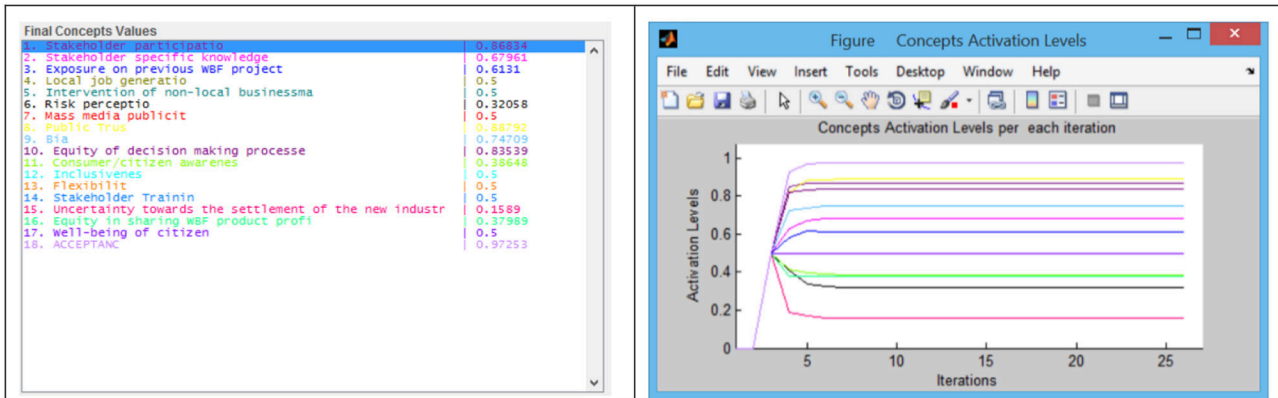 Final Concepts Values
1. Stakeholder participatio | 0.86834
2. Stakeholder specific knowledge | 0.67961
3. Exposure on previous WBF project | 0.6131
4. Local job generatio | 0.5
5. Intervention of non-local businessma | 0.5
6. Risk perceptio | 0.32058
7. Mass media publicit | 0.5
8. Public Trus | 0.88792
9. Bia | 0.74709
10. Equity of decision making processe | 0.83539
11. Consumer/citizen awarenes | 0.38648
12. Inclusivenes | 0.5
13. Flexibilit | 0.5
14. Stakeholder Trainin | 0.5
15. Uncertainty towards the settlement of the new industr | 0.1589
16. Equity in sharing WBF product profi | 0.37989
17. Well-being of citizen | 0.5
18. ACCEPTANC | 0.97253
Figure Concepts Activation Levels
File Edit View Insert Tools Desktop Window Help
Concepts Activation Levels per each iteration
Activation Levels
1
0.8
0.6
0.4
0.2
0
5 10 15 20 25
Iterations